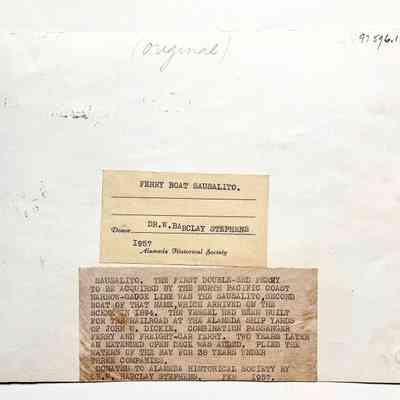 (original)
97596.1
FERRY BOAT SAUSALITO.
Donor DR.W.BARCLAY STEPHENS
1957
Alameda Historical Society
SAUSALITO. THE FIRST DOUBLE-END FERRY
TO BE ACQUIRED BY THE NORTH PACIFIC COAST
NARROW-GAUGE LINE WAS THE SAUSALITO,SECOND
BOAT OF THAT NAME,WHICH ARRIVED ON THE
SCENE IN 1894. THE VESSEL HAD BEEN BUILT
FOR THE RAILROAD AT THE ALAMEDA SHIP YARDS
OF JOHN W. DICKIE. COMBINATION PASSENGER
FERRY AND FREIGHT-CAR FERRY. TWO YEARS LATER
AN EXTENDED OPEN DECK WAS ADDED. PLIED THE
WATERS OF THE BAY FOR 38 YEARS UNDER
THREE COMPANIES.
DONATED TO ALAMEDA HISTORICAL SOCIETY BY
DR.W. BARCLAY STEPHENS. FEB 1957.